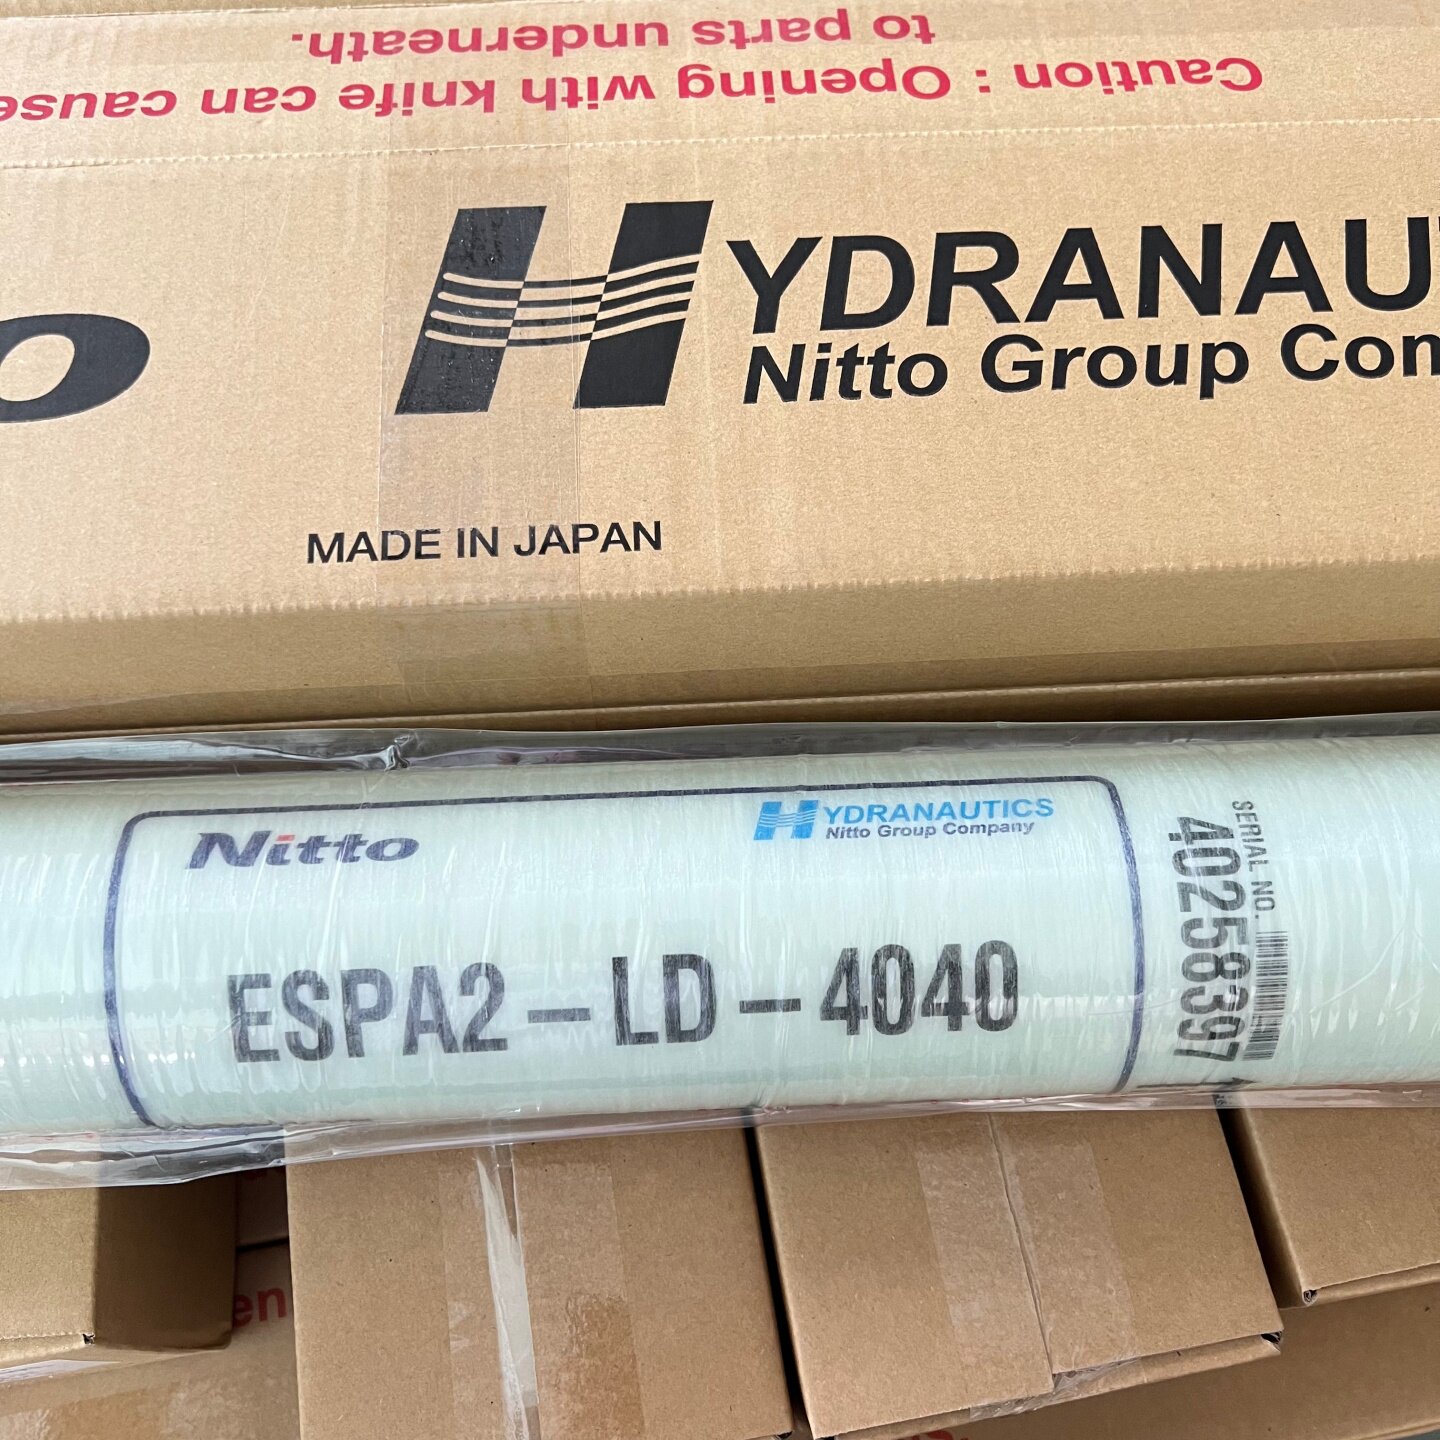 Caution : Opening with knife can cause
to parts underneath.
HYDRANAUT
Nitto Group Com
MADE IN JAPAN
Nitto
HYDRANAUTICS
Nitto Group Company
ESPA2-LD-4040
SERIAL NO.
40258397